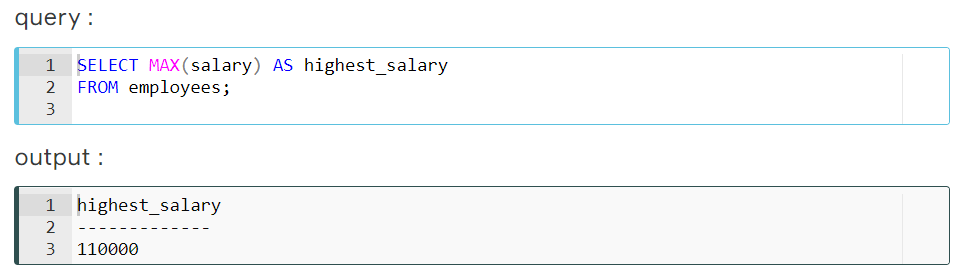 query :
1 SELECT MAX(salary) AS highest_salary
2 FROM employees;
3
output :
1 highest_salary
2 -------------
3 110000